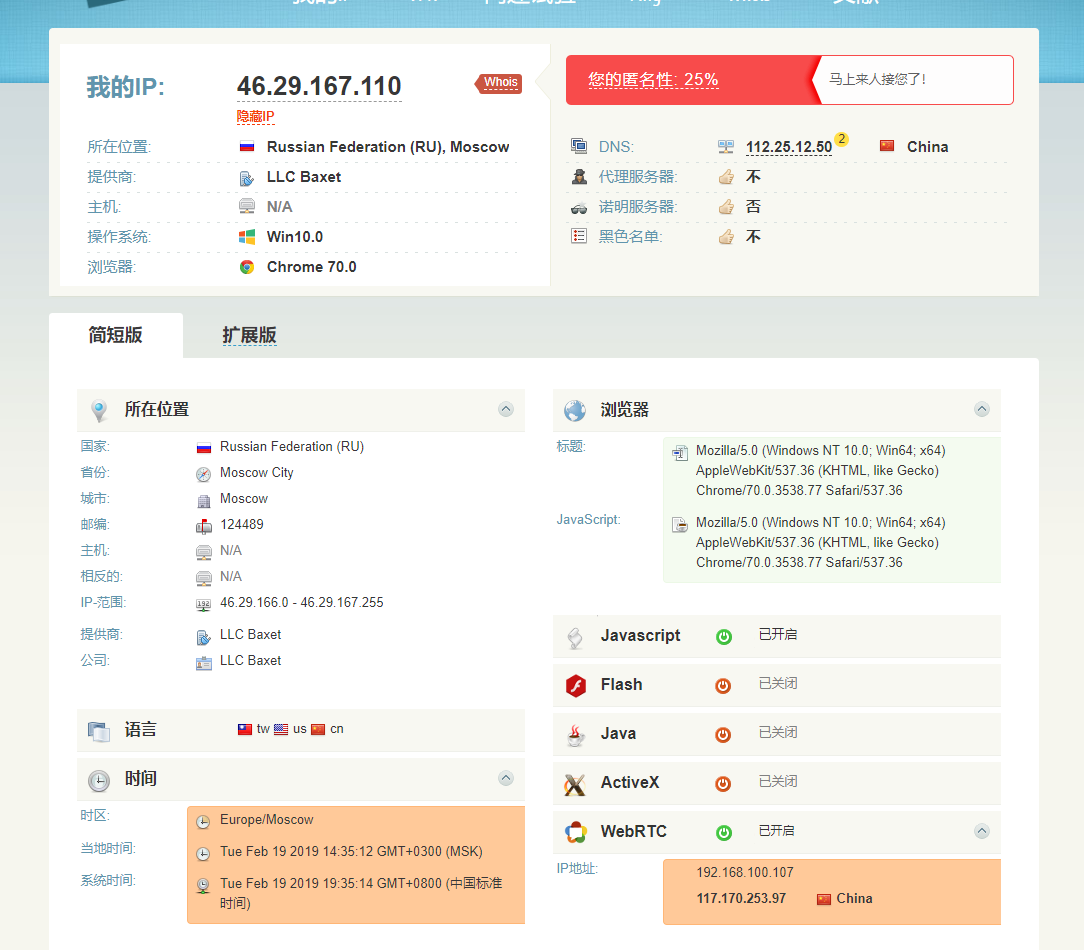 我的IP:
46.29.167.110
Whois
隐藏IP
所在位置:
Russian Federation (RU), Moscow
提供商:
LLC Baxet
主机:
N/A
操作系统:
Win10.0
浏览器:
Chrome 70.0
您的匿名性: 25%
马上来人接您了!
DNS:
112.25.12.50
2
China
代理服务器:
不
诺明服务器:
否
黑色名单:
不
简短版
扩展版
所在位置
国家:
Russian Federation (RU)
省份:
Moscow City
城市:
Moscow
邮编:
124489
主机:
N/A
相反的:
N/A
IP-范围:
46.29.166.0 - 46.29.167.255
提供商:
LLC Baxet
公司:
LLC Baxet
语言
tw us cn
时间
时区:
Europe/Moscow
当地时间:
Tue Feb 19 2019 14:35:12 GMT+0300 (MSK)
系统时间:
Tue Feb 19 2019 19:35:14 GMT+0800 (中国标准
时间)
浏览器
标题:
Mozilla/5.0 (Windows NT 10.0; Win64; x64)
AppleWebKit/537.36 (KHTML, like Gecko)
Chrome/70.0.3538.77 Safari/537.36
JavaScript:
Mozilla/5.0 (Windows NT 10.0; Win64; x64)
AppleWebKit/537.36 (KHTML, like Gecko)
Chrome/70.0.3538.77 Safari/537.36
Javascript
已开启
Flash
已关闭
Java
已关闭
ActiveX
已关闭
WebRTC
已开启
IP地址:
192.168.100.107
117.170.253.97
China